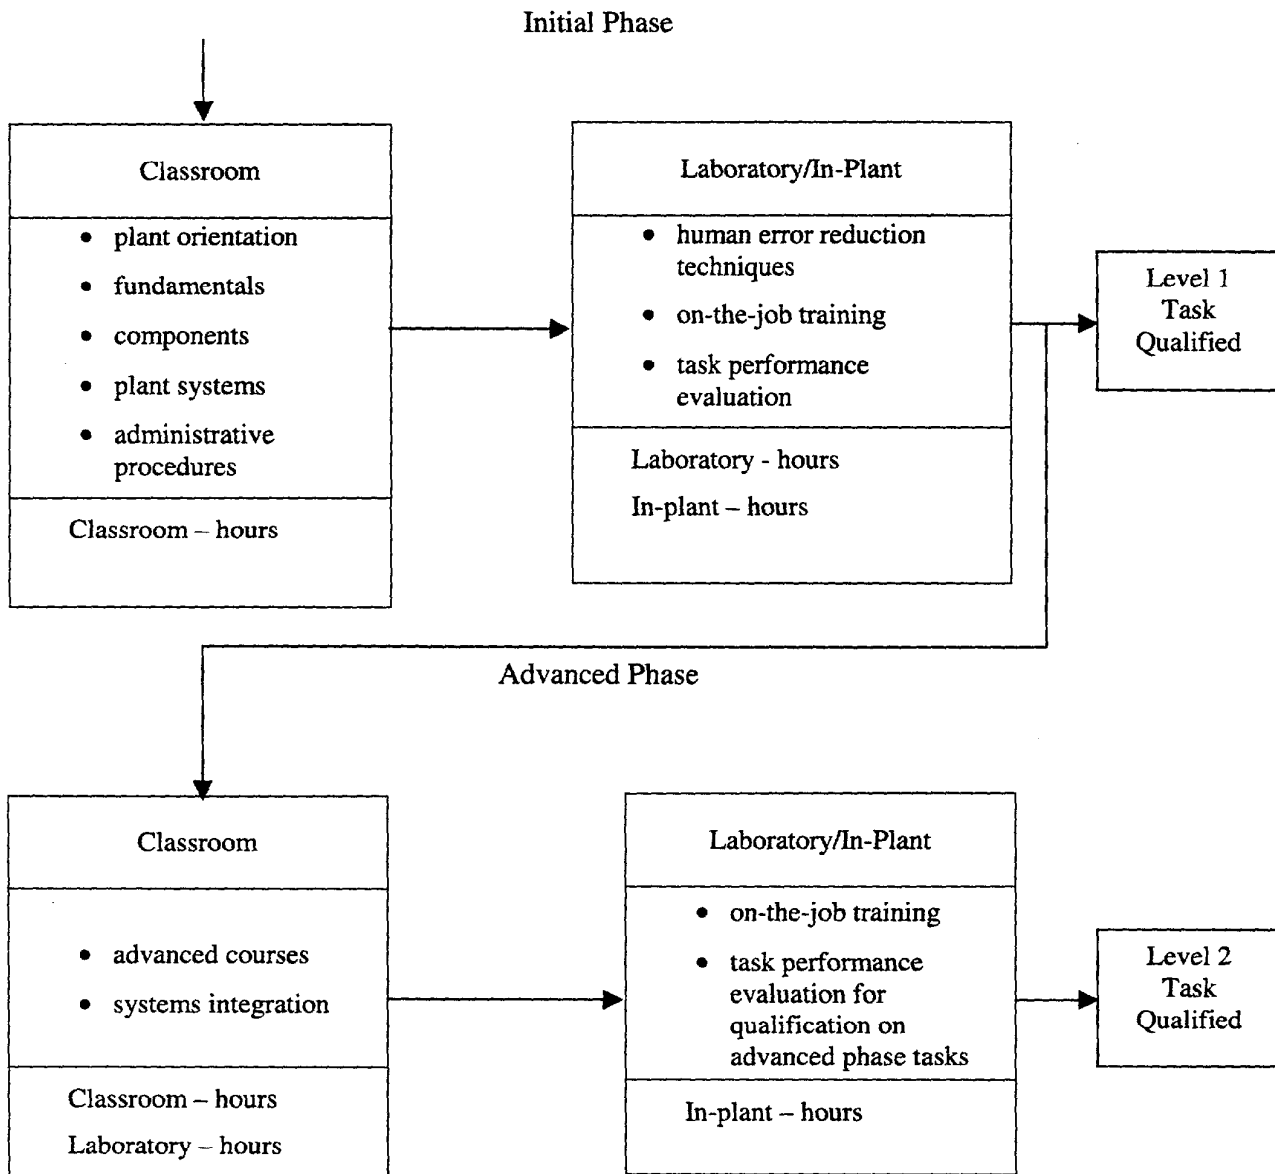 Initial Phase
Classroom
• plant orientation
• fundamentals
• components
• plant systems
• administrative
procedures
Classroom – hours
Laboratory/In-Plant
• human error reduction
techniques
• on-the-job training
• task performance
evaluation
Laboratory - hours
In-plant – hours
Level 1
Task
Qualified
Advanced Phase
Classroom
• advanced courses
• systems integration
Classroom – hours
Laboratory – hours
Laboratory/In-Plant
• on-the-job training
• task performance
evaluation for
qualification on
advanced phase tasks
In-plant – hours
Level 2
Task
Qualified